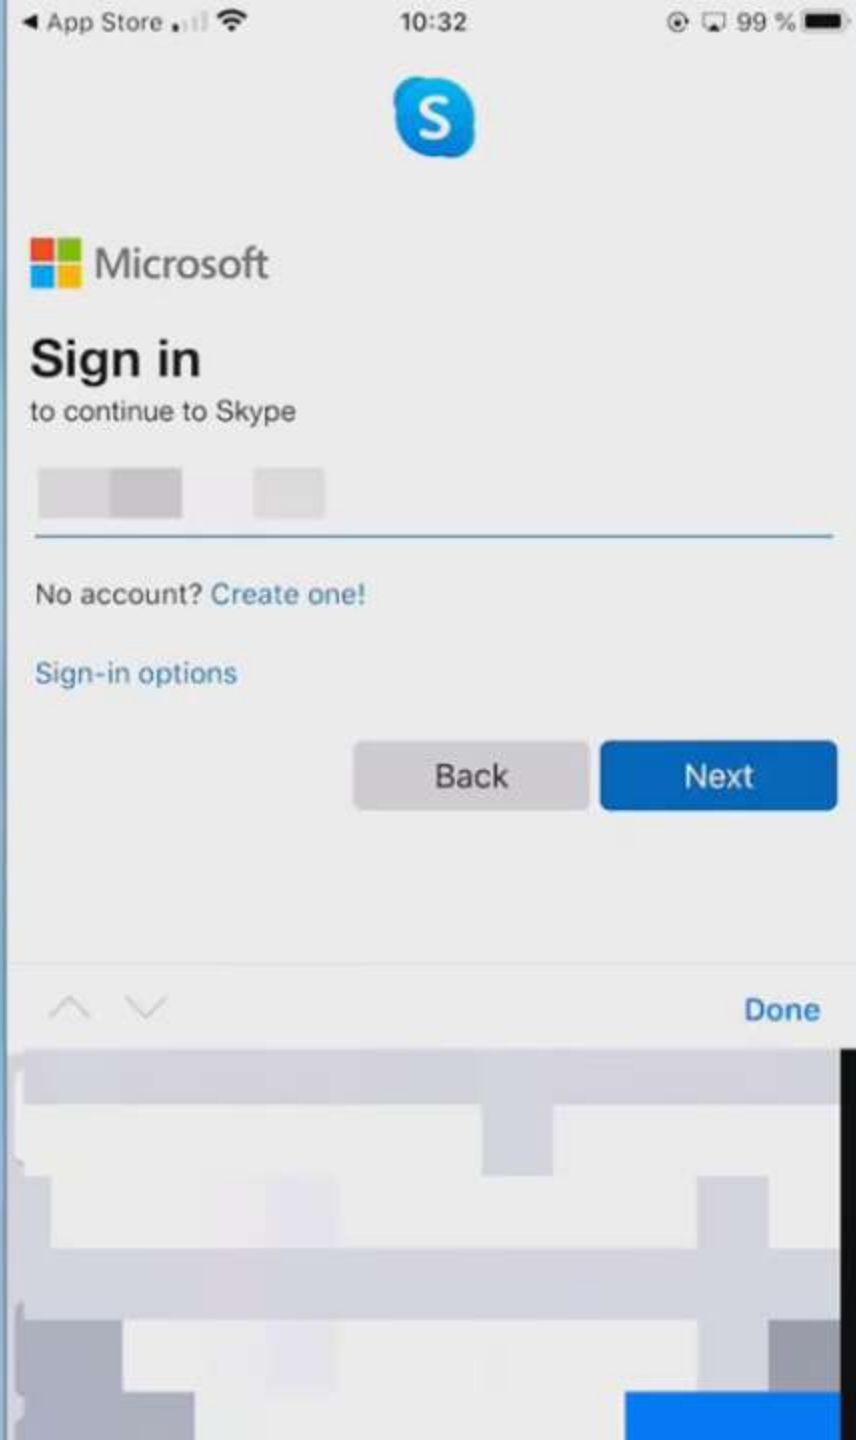 App Store 10:32 99 %
S
Microsoft
Sign in
to continue to Skype
No account? Create one!
Sign-in options
Back Next
Done